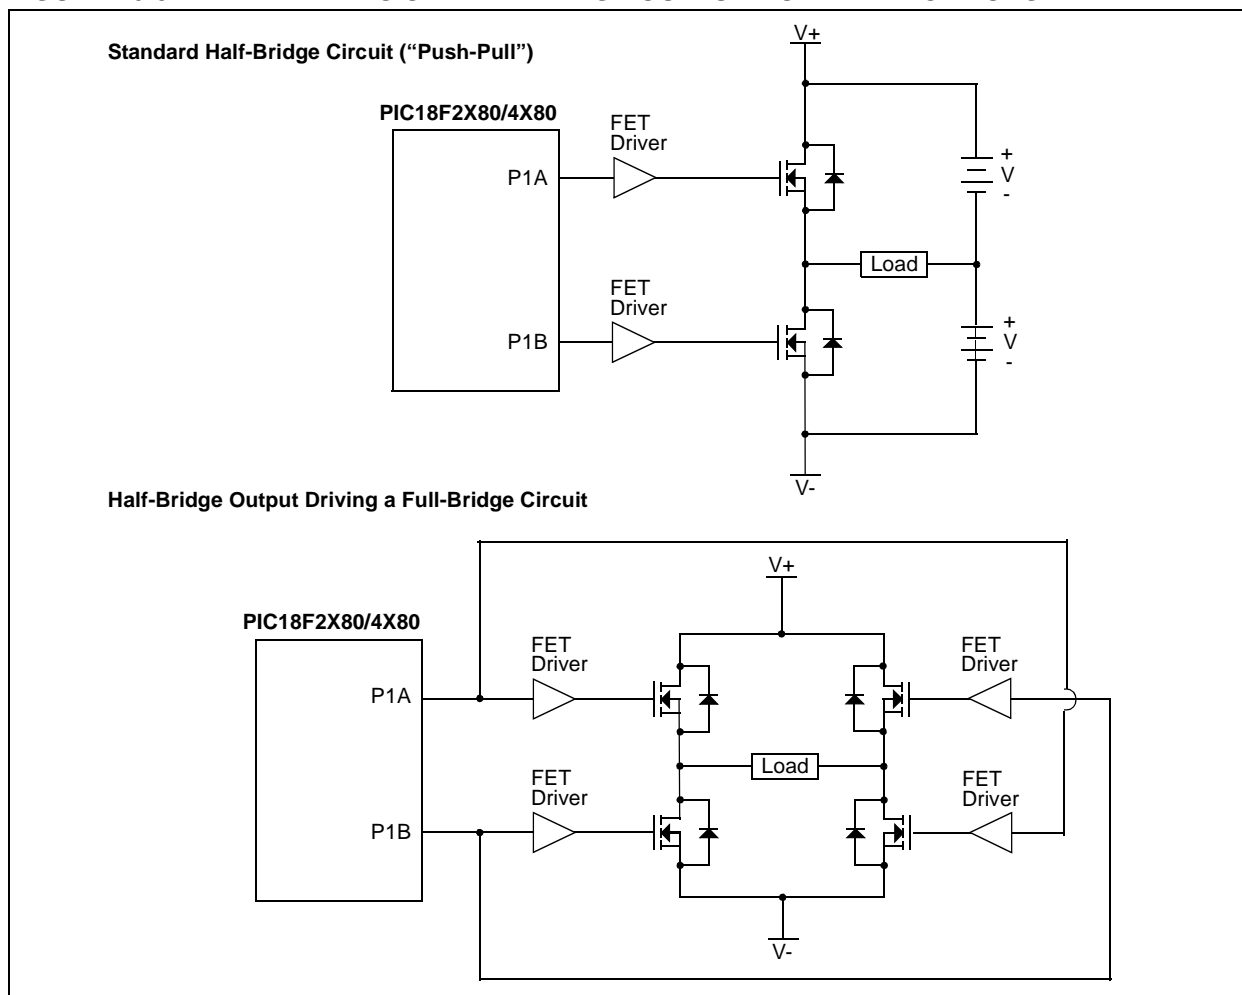 Standard Half-Bridge Circuit (“Push-Pull”)
V+
PIC18F2X80/4X80
FET
Driver
P1A
+
V
-
Load
FET
Driver
P1B
+
V
-
V-
Half-Bridge Output Driving a Full-Bridge Circuit
V+
PIC18F2X80/4X80
FET
Driver
FET
Driver
P1A
Load
FET
Driver
FET
Driver
P1B
V-